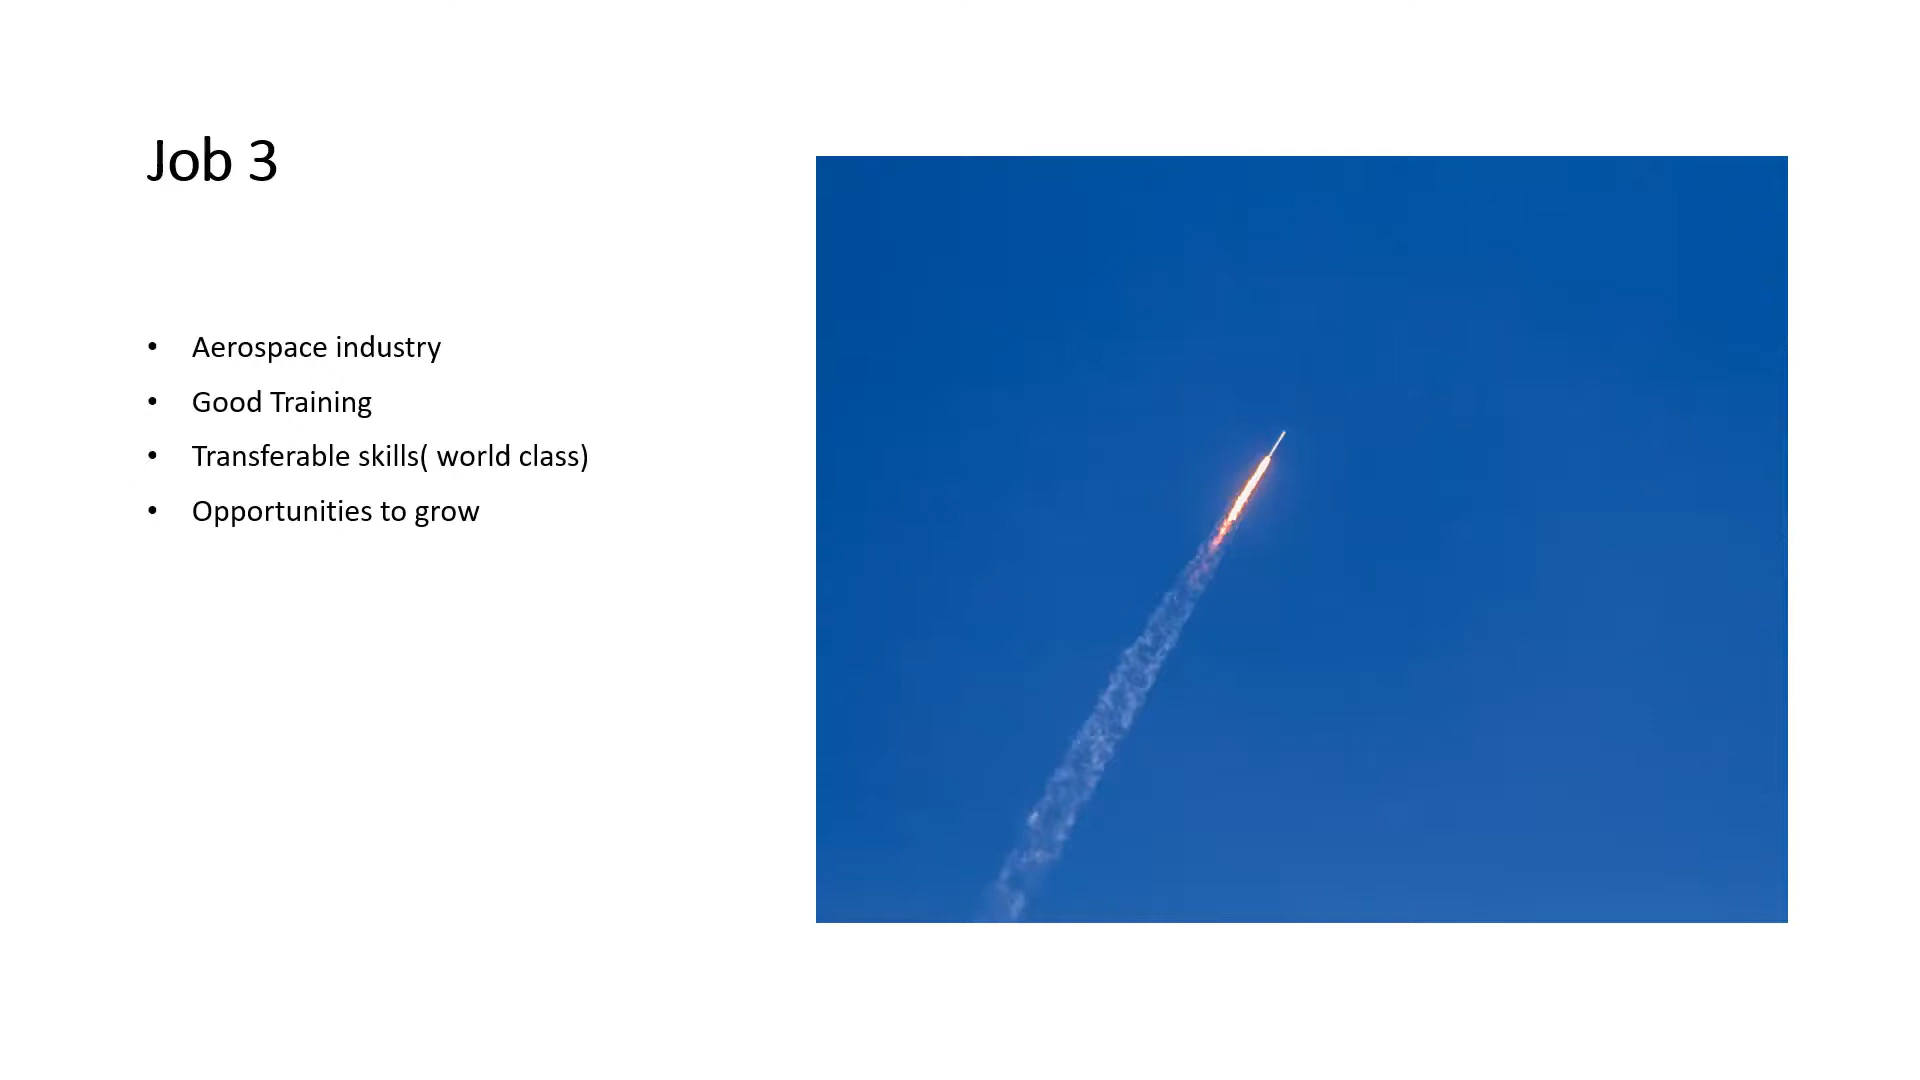 Job 3
• Aerospace industry
• Good Training
• Transferable skills( world class)
• Opportunities to grow